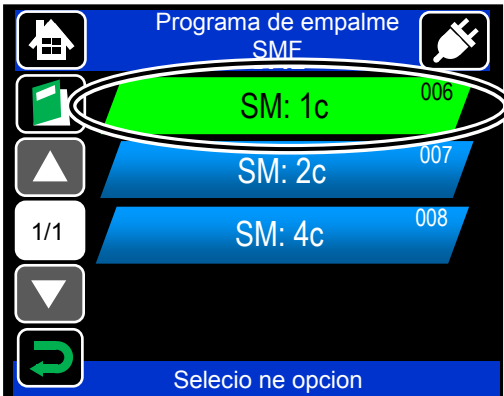 Programa de empalme
SMF
SM: 1c
006
SM: 2c
007
1/1
SM: 4c
008
Selecio ne opcion